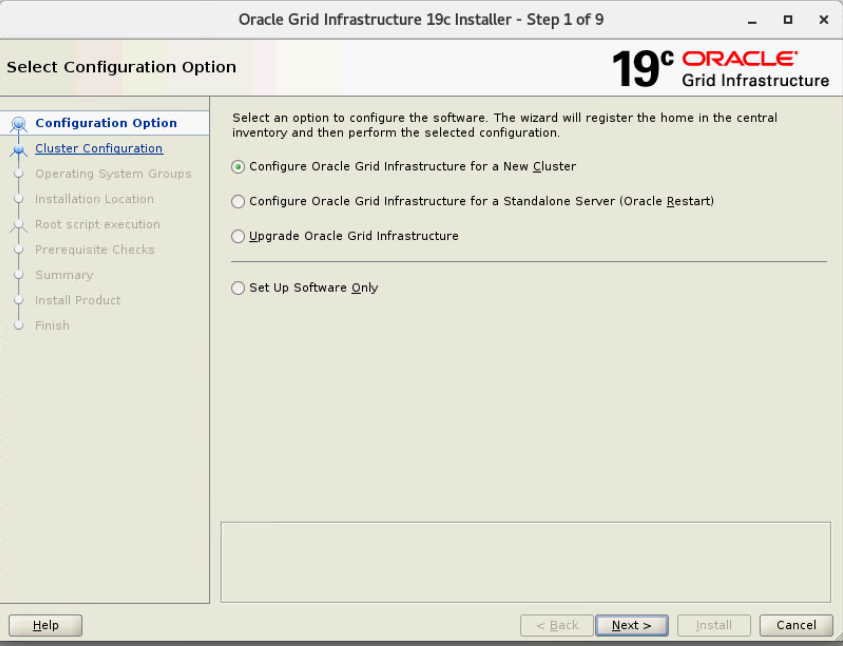 Oracle Grid Infrastructure 19c Installer - Step 1 of 9
Select Configuration Option
19c ORACLE
Grid Infrastructure
Configuration Option
Cluster Configuration
Operating System Groups
Installation Location
Root script execution
Prerequisite Checks
Summary
Install Product
Finish
Select an option to configure the software. The wizard will register the home in the central
inventory and then perform the selected configuration.
Configure Oracle Grid Infrastructure for a New Cluster
Configure Oracle Grid Infrastructure for a Standalone Server (Oracle Restart)
Upgrade Oracle Grid Infrastructure
Set Up Software Only
Help
< Back
Next >
Install
Cancel